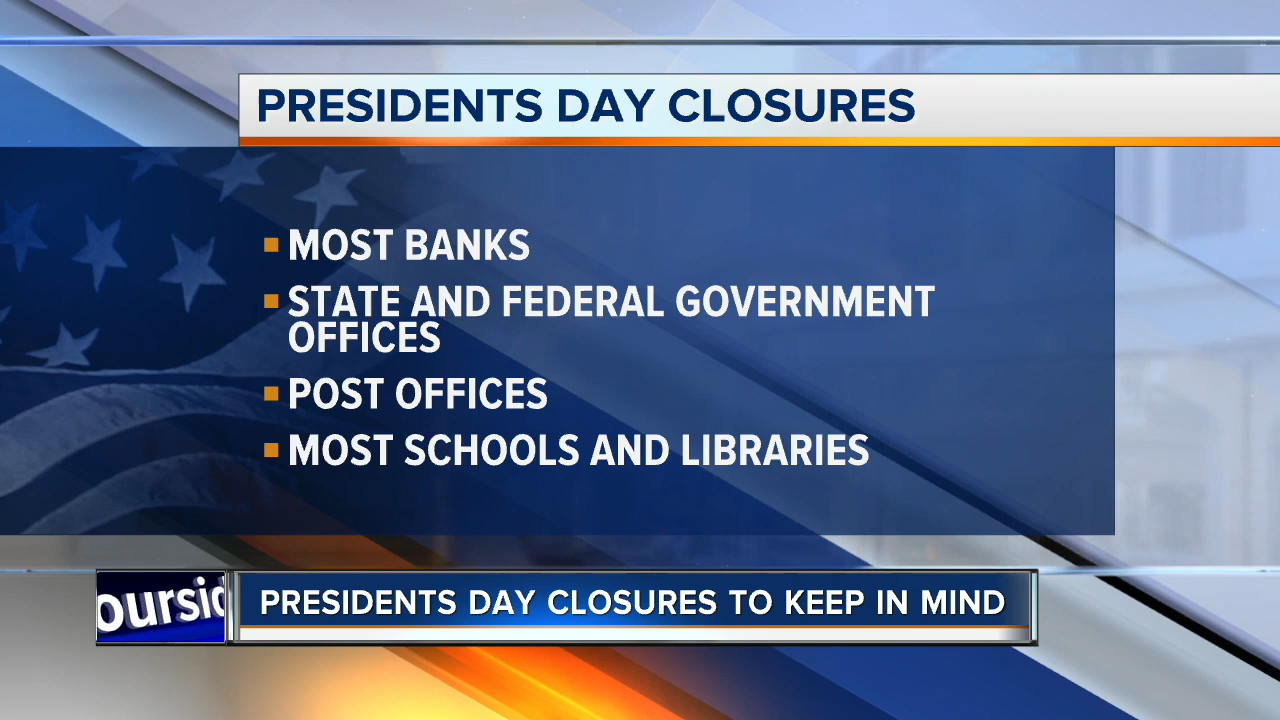 PRESIDENTS DAY CLOSURES
MOST BANKS
STATE AND FEDERAL GOVERNMENT
OFFICES
POST OFFICES
MOST SCHOOLS AND LIBRARIES
oursid
PRESIDENTS DAY CLOSURES TO KEEP IN MIND